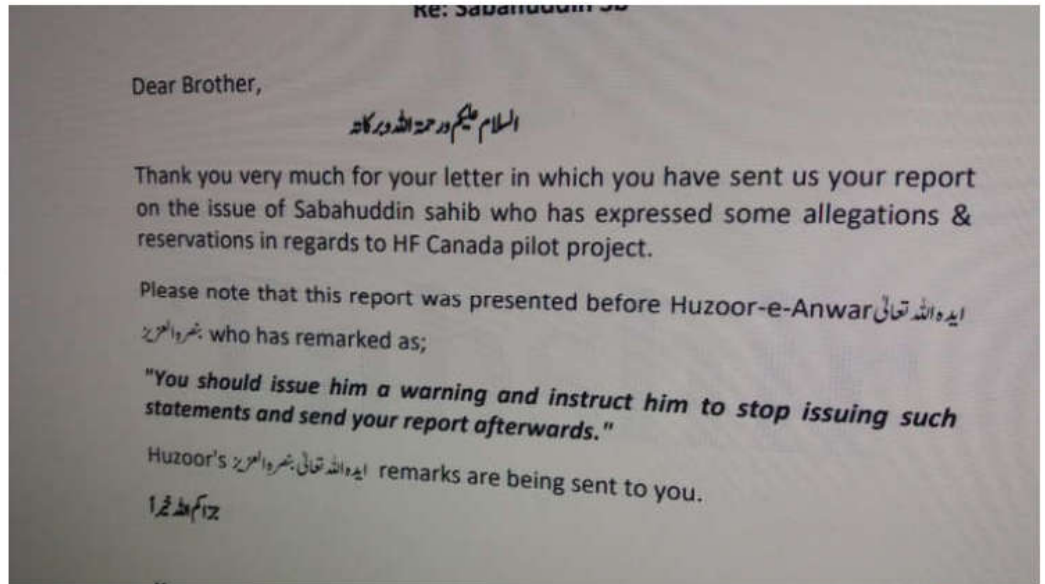 Re: Sabahuddin Sb
Dear Brother,
السلام علیکم ورحمۃ اللہ وبرکاتہ
Thank you very much for your letter in which you have sent us your report
on the issue of Sabahuddin sahib who has expressed some allegations &
reservations in regards to HF Canada pilot project.
Please note that this report was presented before Huzoor-e-Anwar ایدہ اللہ تعالیٰ
بنصرہ العزیز who has remarked as;
"You should issue him a warning and instruct him to stop issuing such
statements and send your report afterwards."
Huzoor's ایدہ اللہ تعالیٰ بنصرہ العزیز remarks are being sent to you.
جزاکم اللہ خیرا